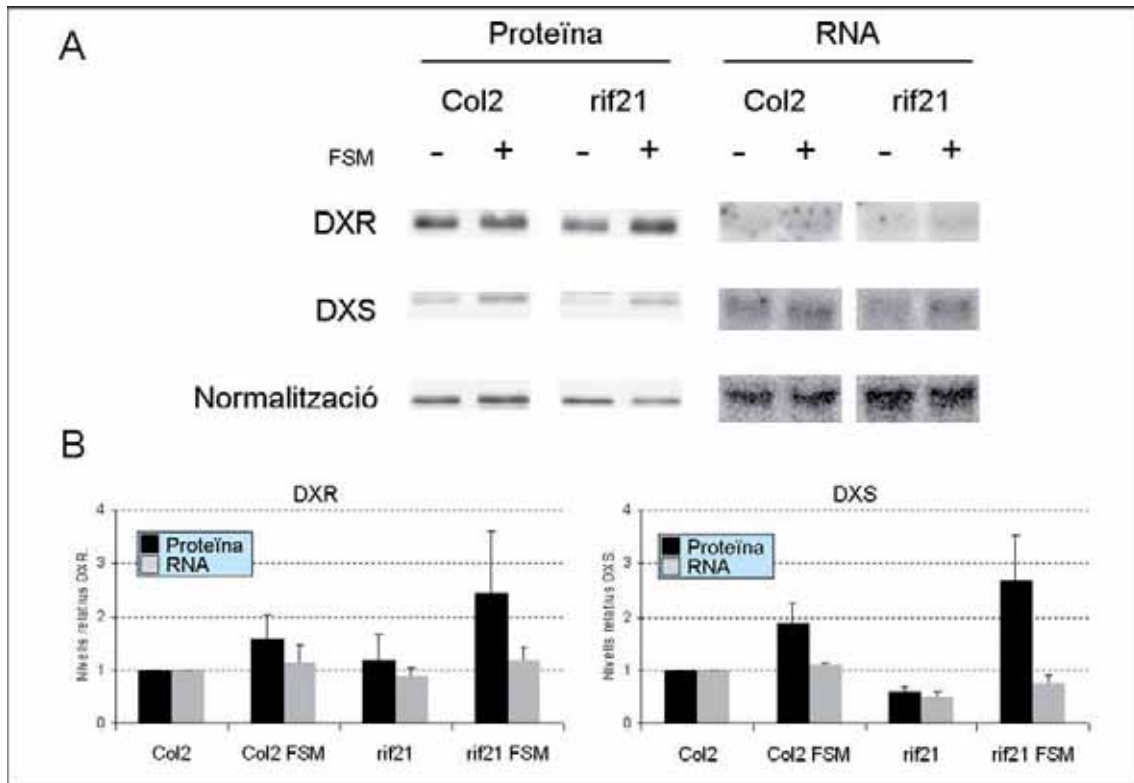 A
Proteïna RNA
Col2 rif21 Col2 rif21
FSM - + - + - + - +
DXR
DXS
Normalització
B
DXR
Nivells relatius DXR.
4
3
2
1
0
Proteïna
RNA
Col2 Col2 FSM rif21 rif21 FSM
DXS
Nivells relatius DXS.
4
3
2
1
0
Proteïna
RNA
Col2 Col2 FSM rif21 rif21 FSM